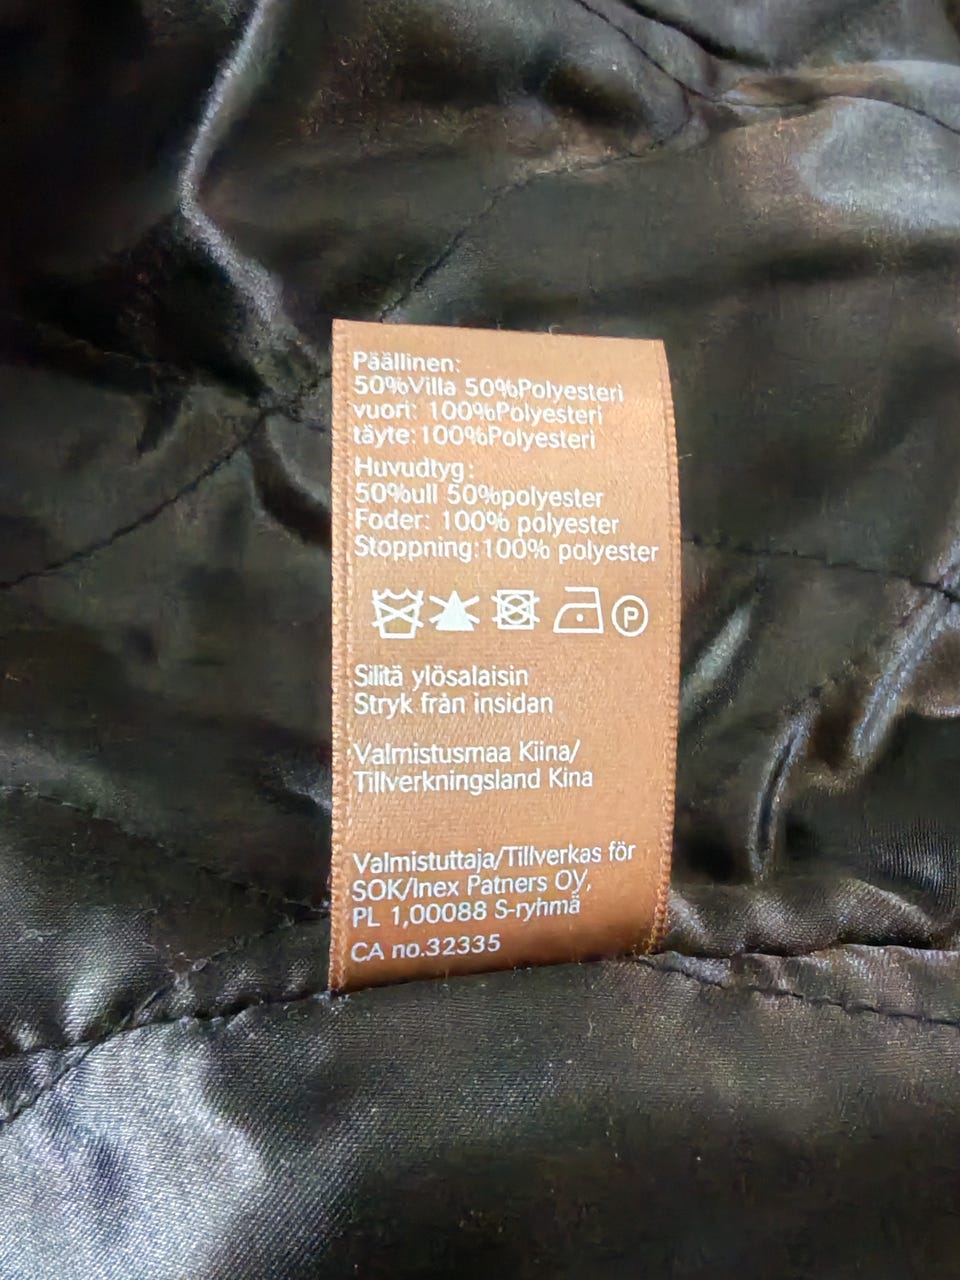 Päällinen:
50%Villa 50%Polyesteri
vuori: 100%Polyesteri
täyte:100%Polyesteri
Huvudtyg:
50%ull 50%polyester
Foder: 100% polyester
Stoppning:100% polyester
P
Silitä ylösalaisin
Stryk från insidan
Valmistusmaa Kiina/
Tillverkningsland Kina
Valmistuttaja/Tillverkas för
SOK/Inex Patners OY,
PL 1,00088 S-ryhmä
CA no.32335